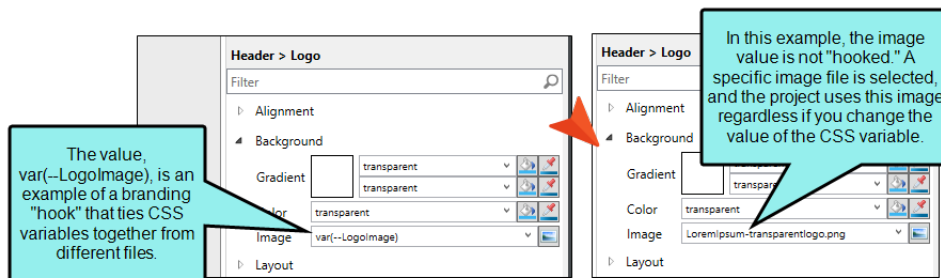 Header > Logo
Filter
Alignment
Background
Gradient
transparent
transparent
Color
transparent
Image
var(--LogoImage)
Layout
The value,
var(--LogoImage), is an
example of a branding
"hook" that ties CSS
variables together from
different files.
Header > Logo
Filter
Alignment
Background
Gradient
transparent
Color
transparent
Image
LoremIpsum-transparentlogo.png
Layout
In this example, the image
value is not "hooked." A
specific image file is selected,
and the project uses this image
regardless if you change the
value of the CSS variable.